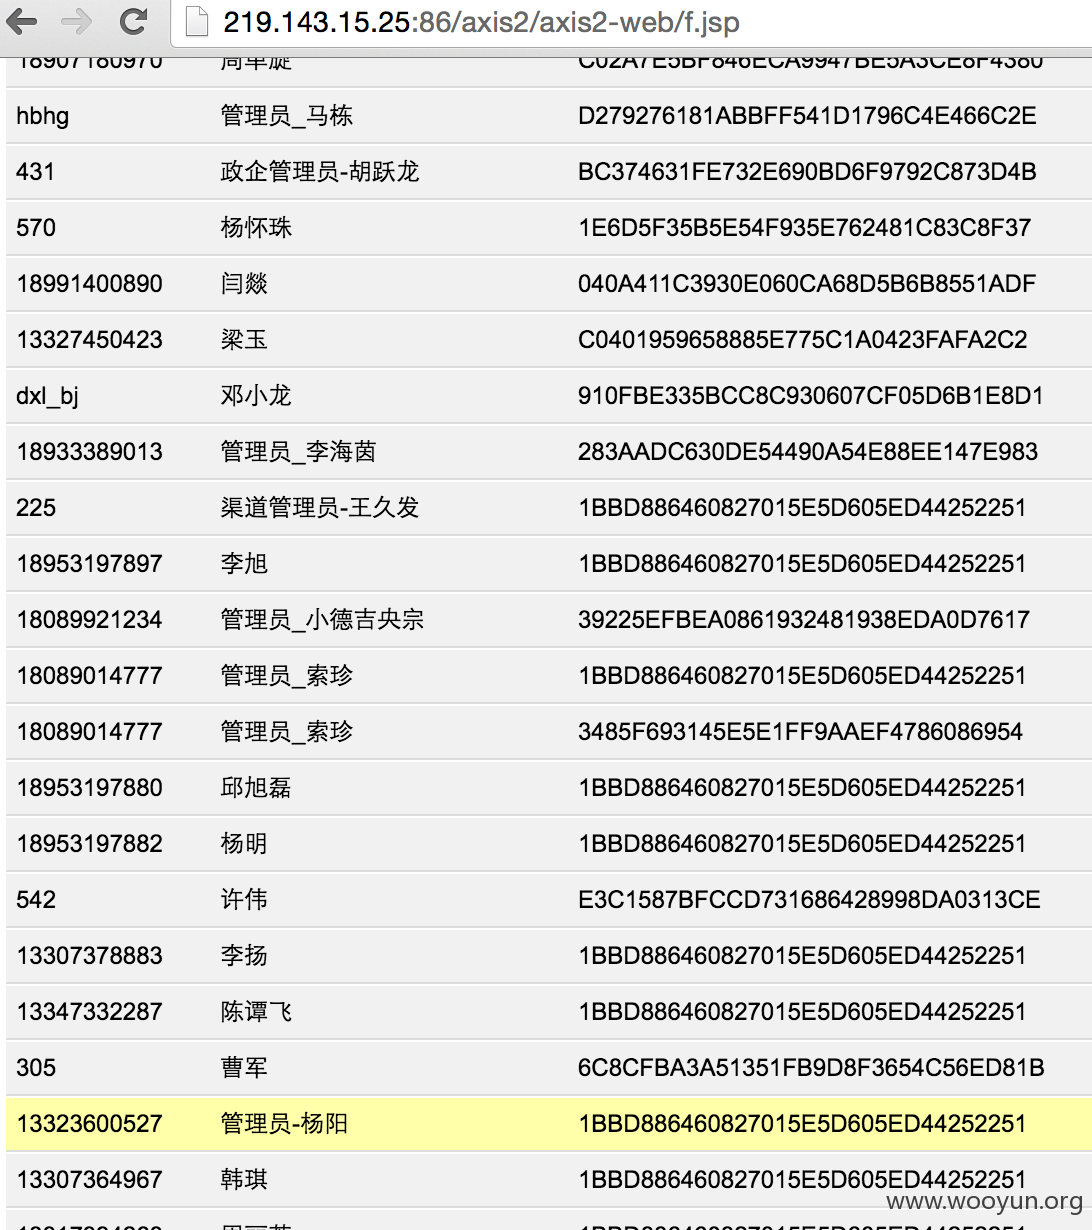 219.143.15.25:86/axis2/axis2-web/f.jsp
hbhg 管理员_马栋 D279276181ABBFF541D1796C4E466C2E
431 政企管理员-胡跃龙 BC374631FE732E690BD6F9792C873D4B
570 杨怀珠 1E6D5F35B5E54F935E762481C83C8F37
18991400890 闫燚 040A411C3930E060CA68D5B6B8551ADF
13327450423 梁玉 C0401959658885E775C1A0423FAFA2C2
dxl_bj 邓小龙 910FBE335BCC8C930607CF05D6B1E8D1
18933389013 管理员_李海茵 283AADC630DE54490A54E88EE147E983
225 渠道管理员-王久发 1BBD886460827015E5D605ED44252251
18953197897 李旭 1BBD886460827015E5D605ED44252251
18089921234 管理员_小德吉央宗 39225EFBEA0861932481938EDA0D7617
18089014777 管理员_索珍 1BBD886460827015E5D605ED44252251
18089014777 管理员_索珍 3485F693145E5E1FF9AAEF4786086954
18953197880 邱旭磊 1BBD886460827015E5D605ED44252251
18953197882 杨明 1BBD886460827015E5D605ED44252251
542 许伟 E3C1587BFCCD731686428998DA0313CE
13307378883 李扬 1BBD886460827015E5D605ED44252251
13347332287 陈谭飞 1BBD886460827015E5D605ED44252251
305 曹军 6C8CFBA3A51351FB9D8F3654C56ED81B
13323600527 管理员-杨阳 1BBD886460827015E5D605ED44252251
13307364967 韩琪 1BBD886460827015E5D605ED44252251
www.wooyun.org